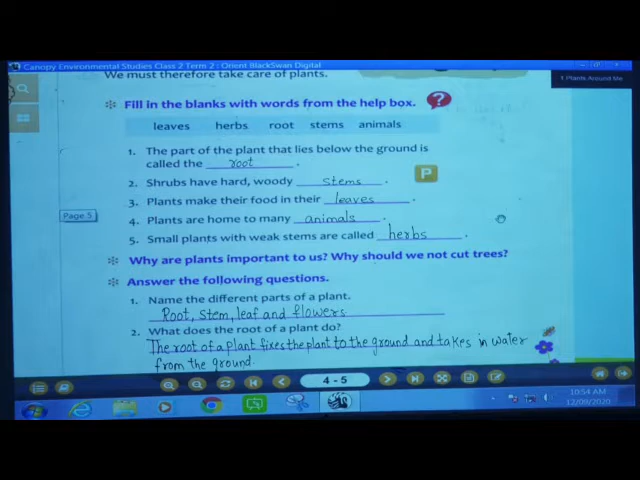 Canopy Environmental Studies Class 2 Term 2 : Orient BlackSwan Digital
We must therefore take care of plants.
1 Plants Around Me
Fill in the blanks with words from the help box.
leaves herbs root stems animals
1. The part of the plant that lies below the ground is
called the root.
2. Shrubs have hard, woody stems.
P
3. Plants make their food in their leaves.
Page 5
4. Plants are home to many animals.
5. Small plants with weak stems are called herbs.
Why are plants important to us? Why should we not cut trees?
Answer the following questions.
1. Name the different parts of a plant.
Root, Stem, leaf and flowers
2. What does the root of a plant do?
The root of a plant fixes the plant to the ground and takes in water
from the ground.
4 - 5
10:54 AM
12/09/2020